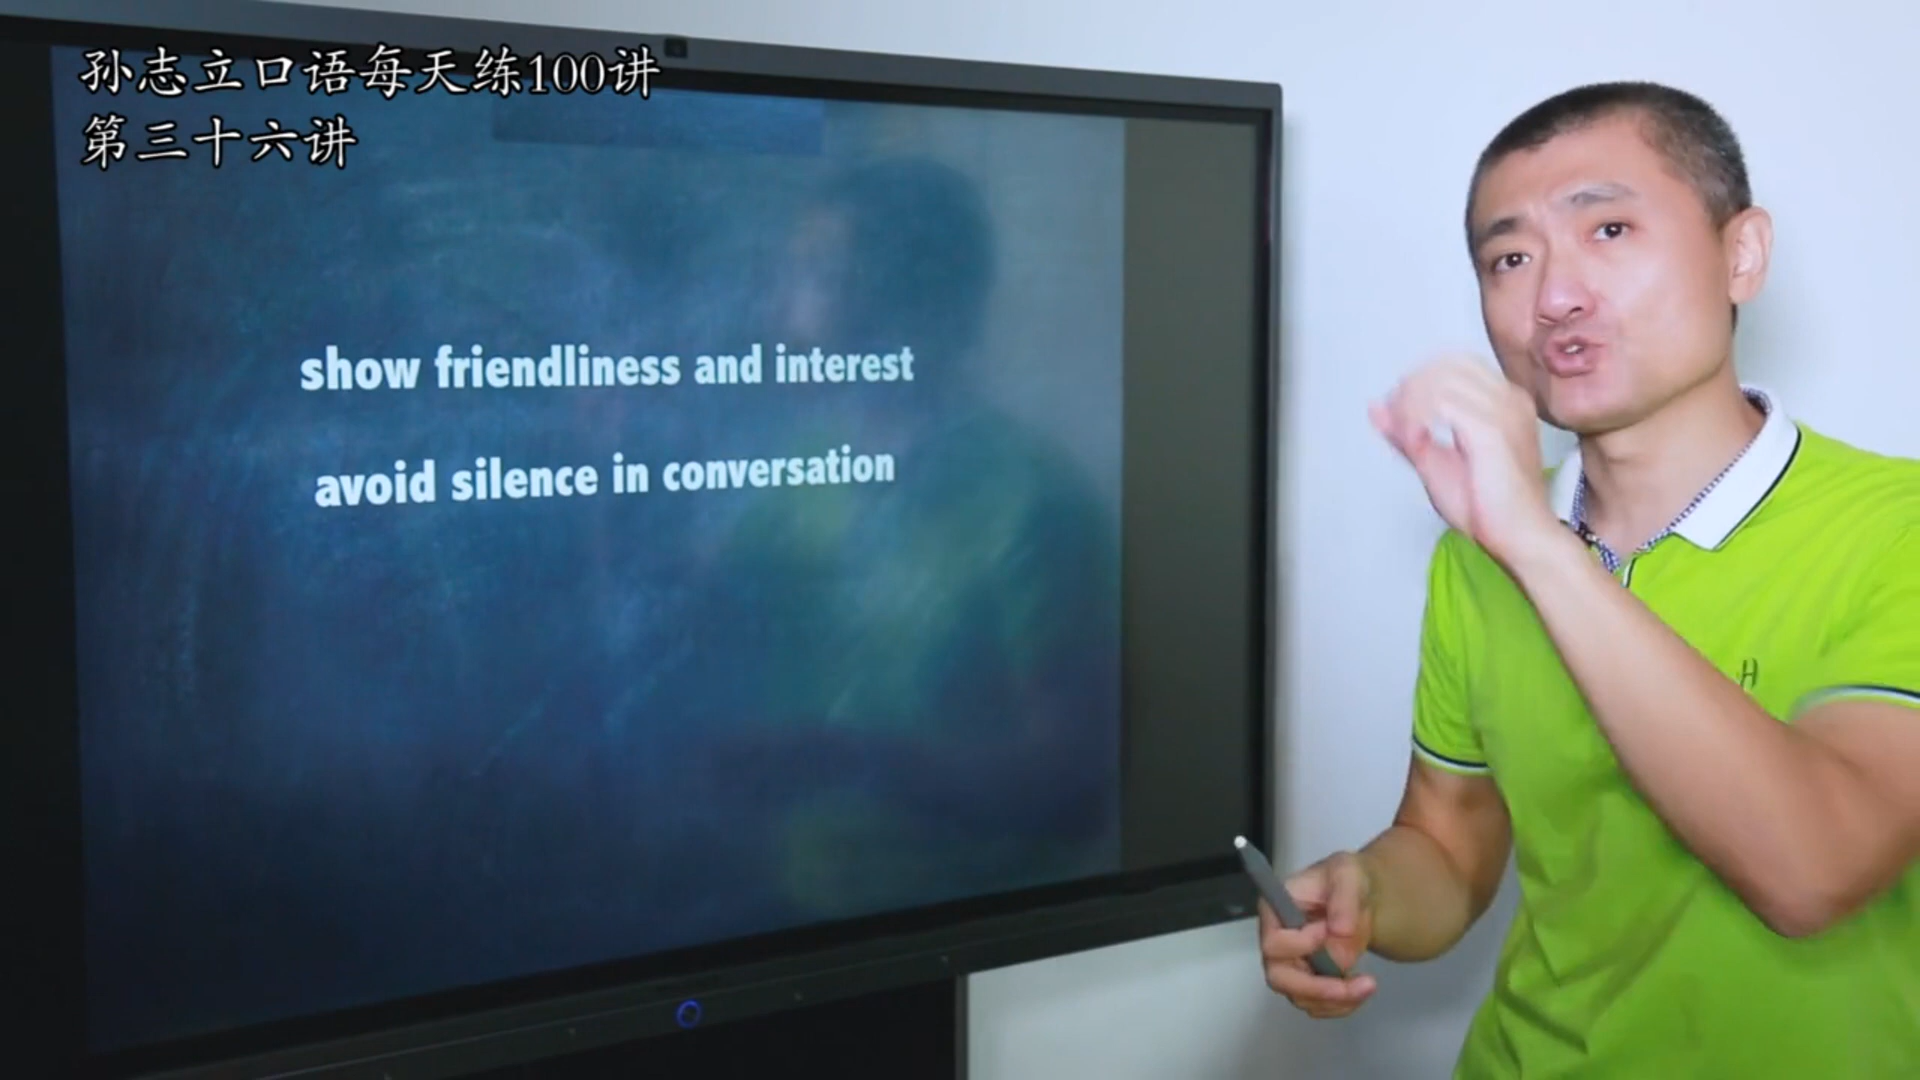 孙志立口语每天练100讲
第三十六讲
show friendliness and interest
avoid silence in conversation
H